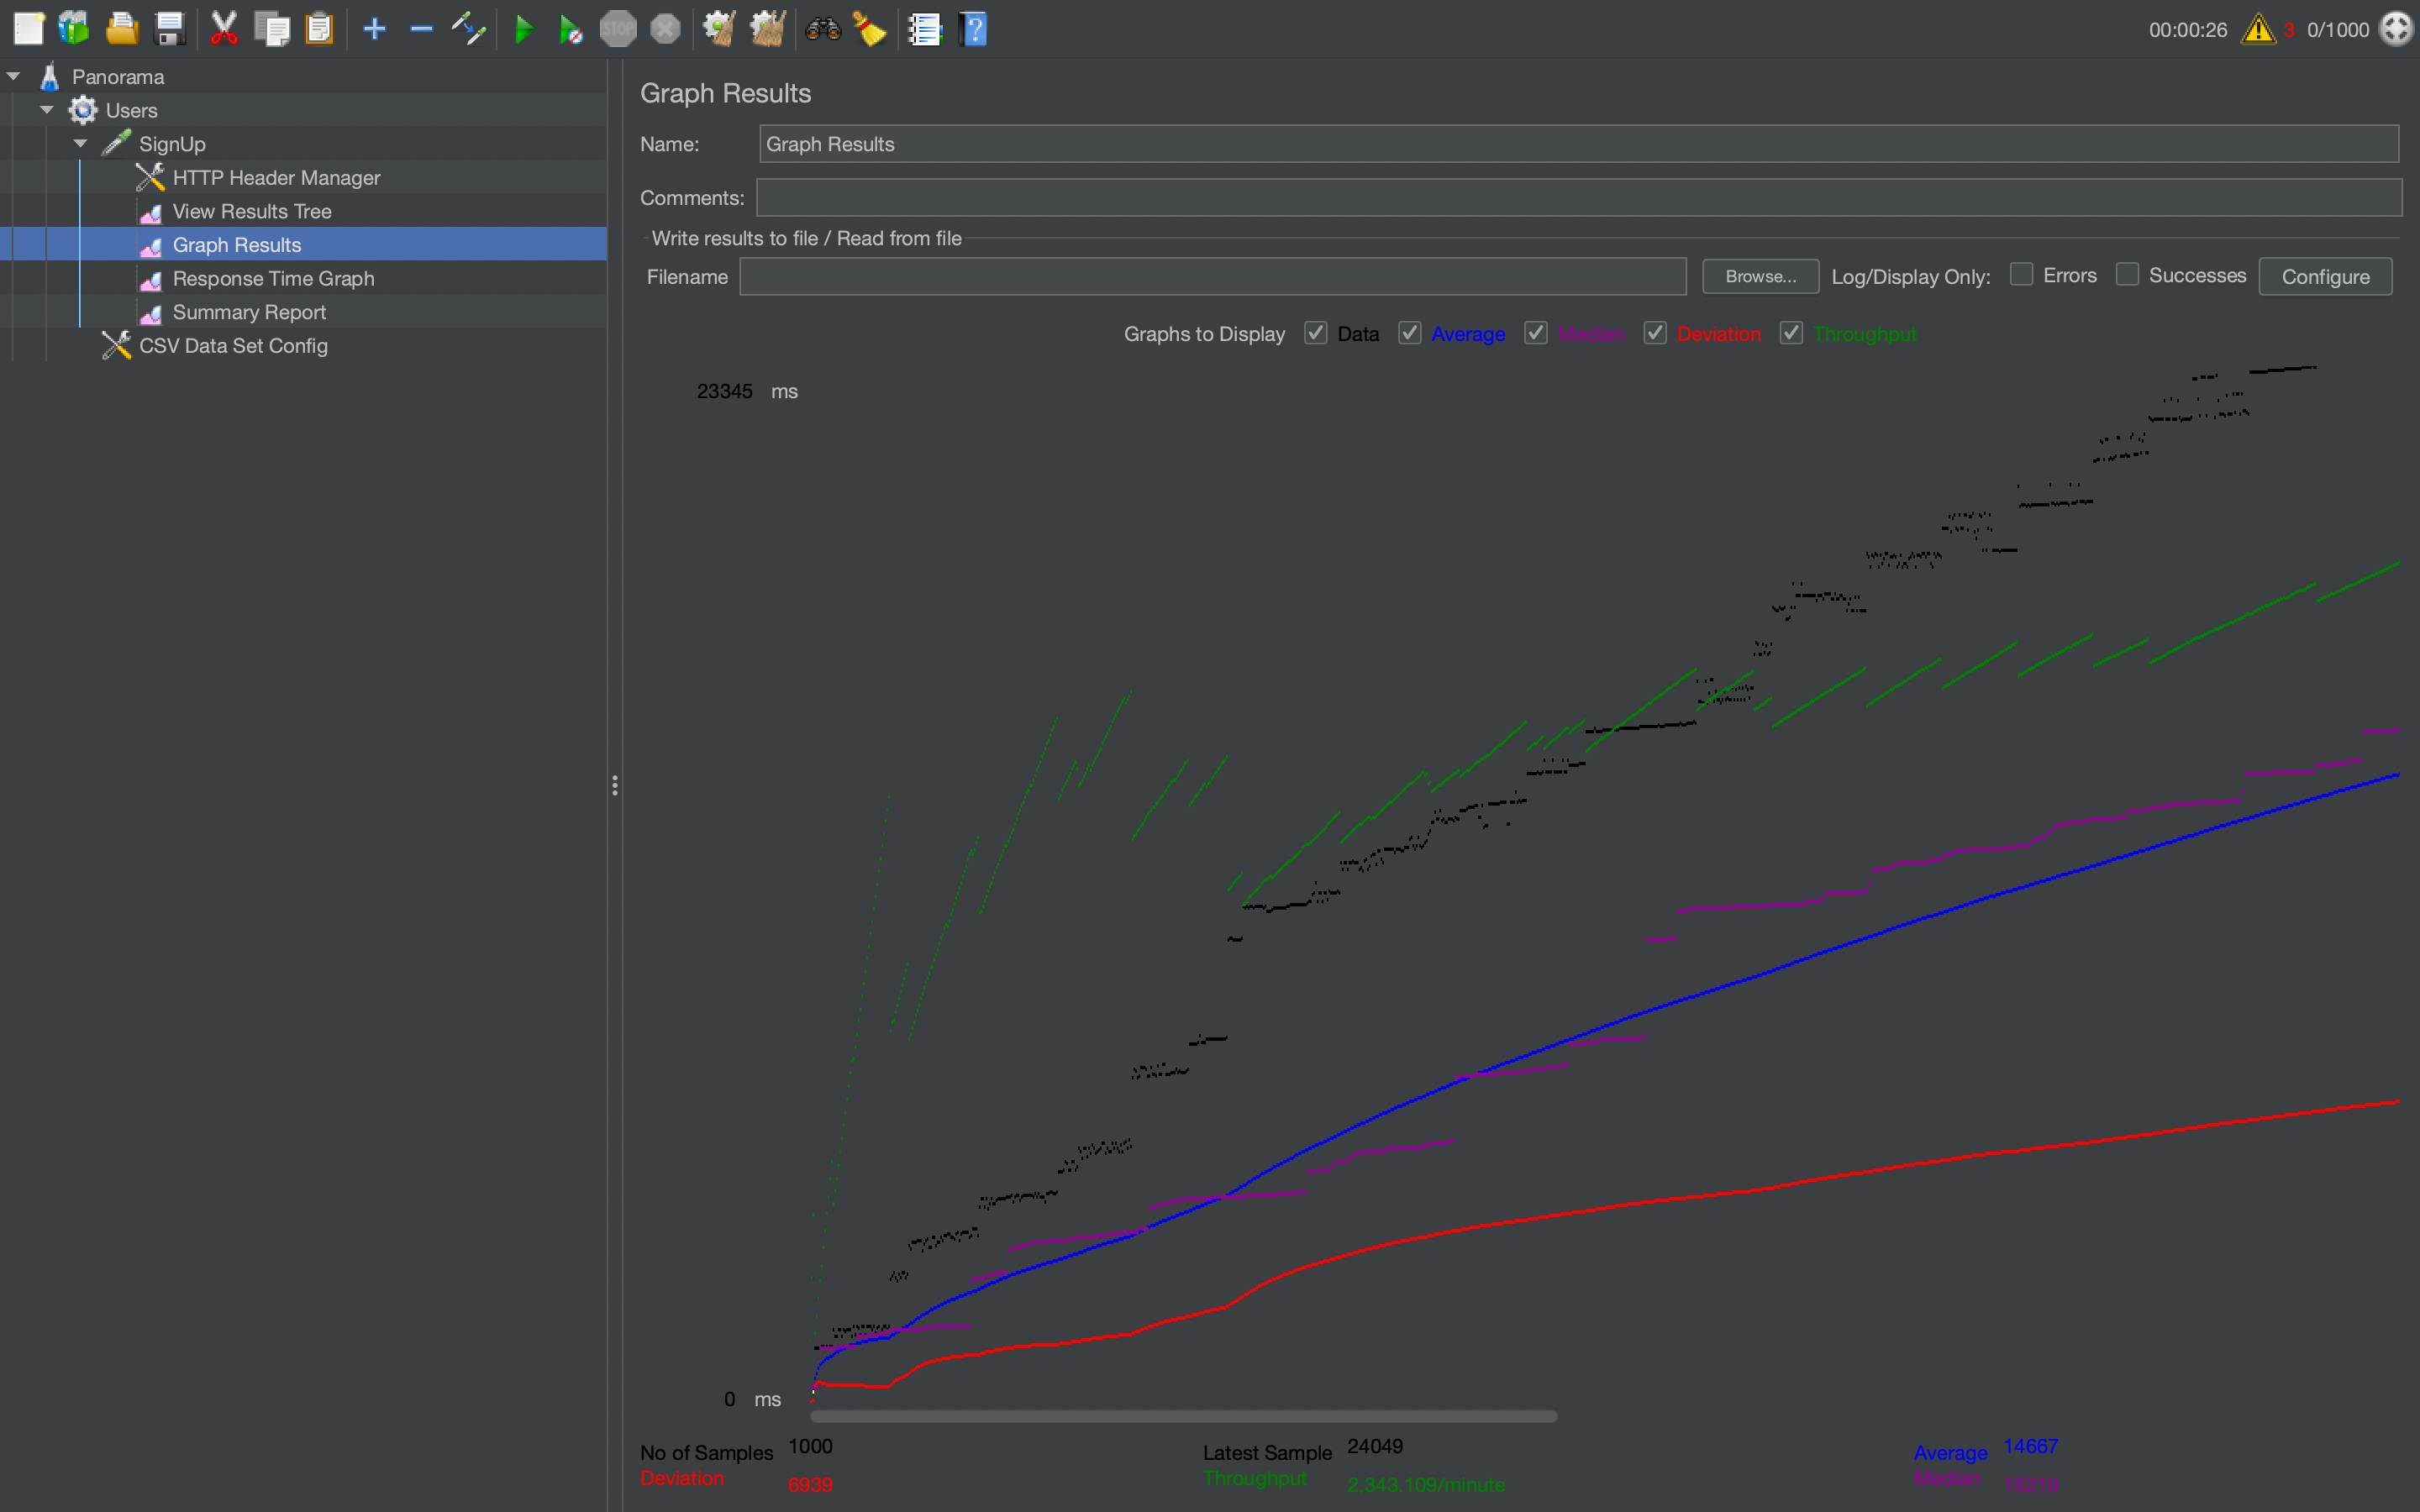 STOP
00:00:26 3 0/1000
Panorama
Users
SignUp
HTTP Header Manager
View Results Tree
Graph Results
Response Time Graph
Summary Report
CSV Data Set Config
Graph Results
Name: Graph Results
Comments:
Write results to file / Read from file
Filename Browse... Log/Display Only: Errors Successes Configure
Graphs to Display Data Average Median Deviation Throughput
23345 ms
0 ms
No of Samples 1000 Latest Sample 24049 Average 14667
Deviation 6939 Throughput 2,343.109/minute Median 15219